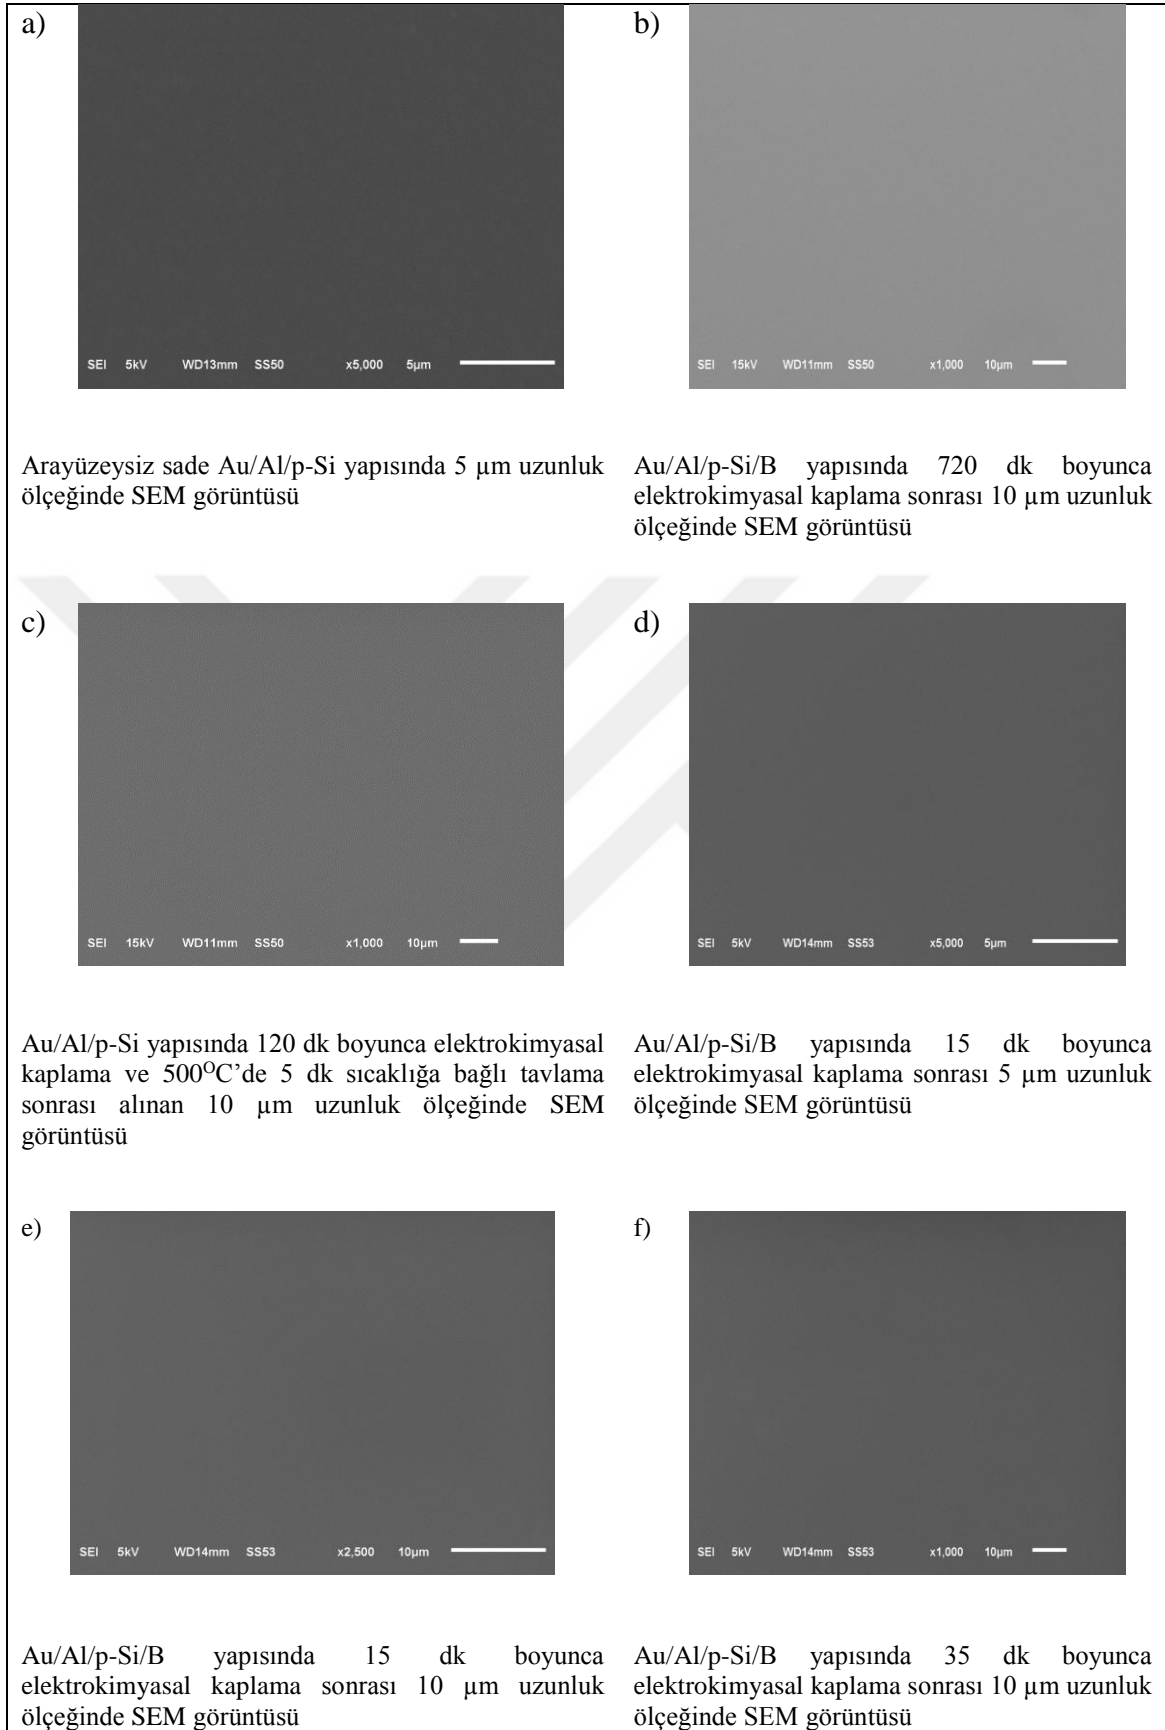 a)
SEI 5kV WD13mm SS50 x5,000 5µm
Arayüzeysiz sade Au/Al/p-Si yapısında 5 µm uzunluk
ölçeğinde SEM görüntüsü
b)
SEI 15kV WD11mm SS50 x1,000 10µm
Au/Al/p-Si/B yapısında 720 dk boyunca
elektrokimyasal kaplama sonrası 10 µm uzunluk
ölçeğinde SEM görüntüsü
c)
SEI 15kV WD11mm SS50 x1,000 10µm
Au/Al/p-Si yapısında 120 dk boyunca elektrokimyasal
kaplama ve 500ᴼC’de 5 dk sıcaklığa bağlı tavlama
sonrası alınan 10 µm uzunluk ölçeğinde SEM
görüntüsü
d)
SEI 5kV WD14mm SS53 x5,000 5µm
Au/Al/p-Si/B yapısında 15 dk boyunca
elektrokimyasal kaplama sonrası 5 µm uzunluk
ölçeğinde SEM görüntüsü
e)
SEI 5kV WD14mm SS53 x2,500 10µm
Au/Al/p-Si/B yapısında 15 dk boyunca
elektrokimyasal kaplama sonrası 10 µm uzunluk
ölçeğinde SEM görüntüsü
f)
SEI 5kV WD14mm SS53 x1,000 10µm
Au/Al/p-Si/B yapısında 35 dk boyunca
elektrokimyasal kaplama sonrası 10 µm uzunluk
ölçeğinde SEM görüntüsü